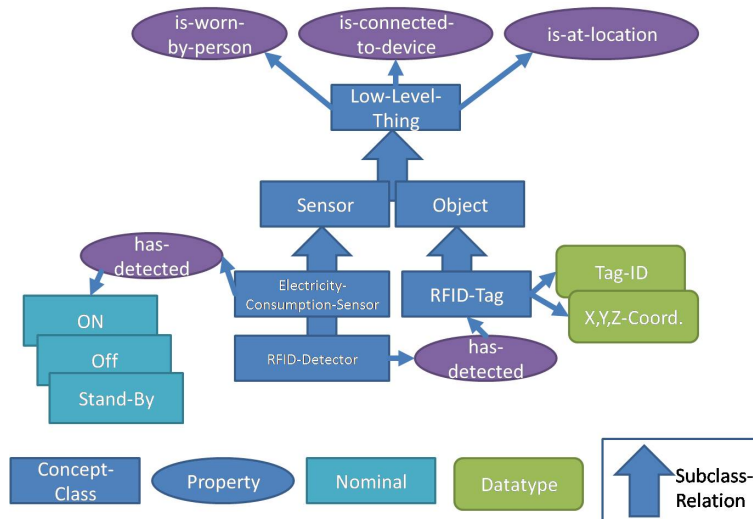 is-worn-
by-person
is-connected-
to-device
is-at-location
Low-Level-
Thing
Sensor
Object
has-
detected
Electricity-
Consumption-Sensor
RFID-Tag
Tag-ID
X,Y,Z-Coord.
ON
Off
Stand-By
RFID-Detector
has-
detected
Concept-
Class
Property
Nominal
Datatype
Subclass-
Relation